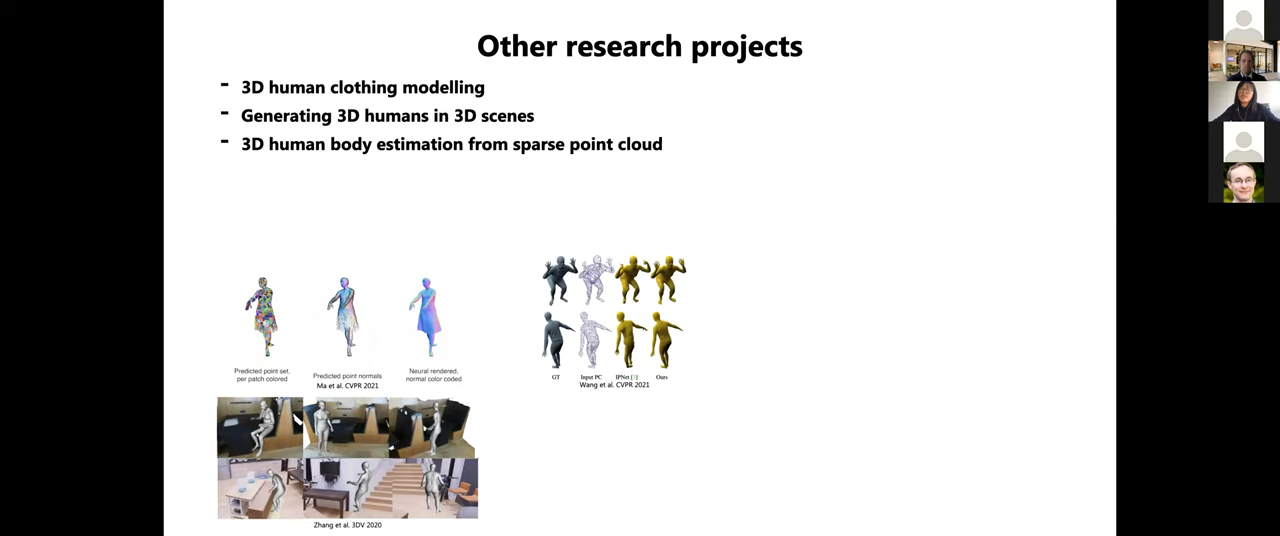 Other research projects
- 3D human clothing modelling
- Generating 3D humans in 3D scenes
- 3D human body estimation from sparse point cloud
Predicted point set,
per patch colored
Predicted point normals
Neural rendered,
normal color coded
Ma et al. CVPR 2021
GT
Input PC
IPNet
Ours
Wang et al. CVPR 2021
Zhang et al. 3DV 2020